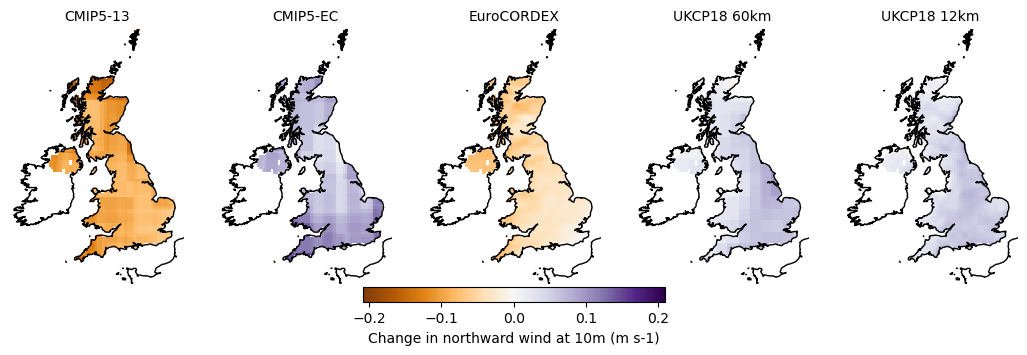 CMIP5-13 CMIP5-EC EuroCORDEX UKCP18 60km UKCP18 12km
−0.2 −0.1 0.0 0.1 0.2
Change in northward wind at 10m (m s-1)